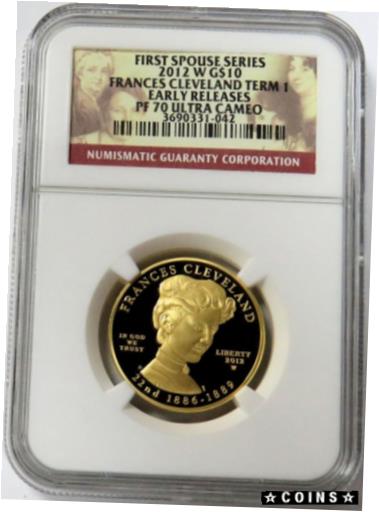 FIRST SPOUSE SERIES
2012 W G$10
FRANCES CLEVELAND TERM 1
EARLY RELEASES
PF 70 ULTRA CAMEO
3690331-042
NUMISMATIC GUARANTY CORPORATION
FRANCES CLEVELAND
IN GOD
WE
TRUST
LIBERTY
2012
W
22nd 1886-1889
☆ COINS ☆